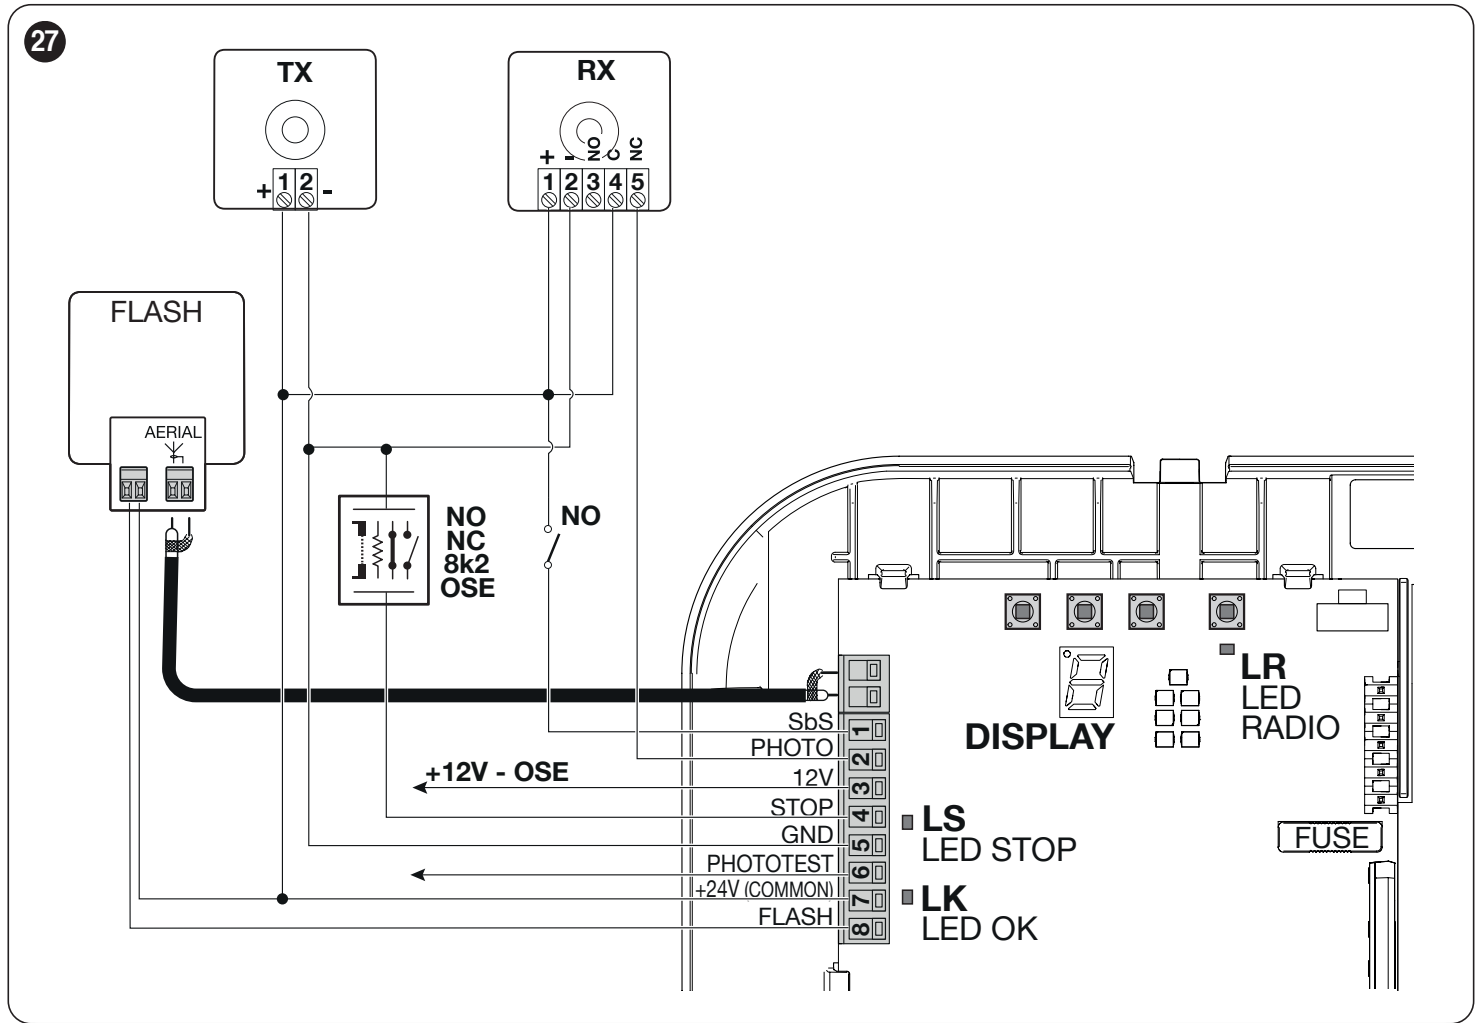 27
TX
RX
+ - NO C NC
+ 1 2 -
1 2 3 4 5
FLASH
AERIAL
NO
NC
8k2
OSE
NO
LR
LED
RADIO
DISPLAY
SbS 1
PHOTO 2
+12V - OSE
12V 3
STOP 4
GND 5
PHOTOTEST 6
+24V (COMMON) 7
FLASH 8
LS
LED STOP
LK
LED OK
FUSE